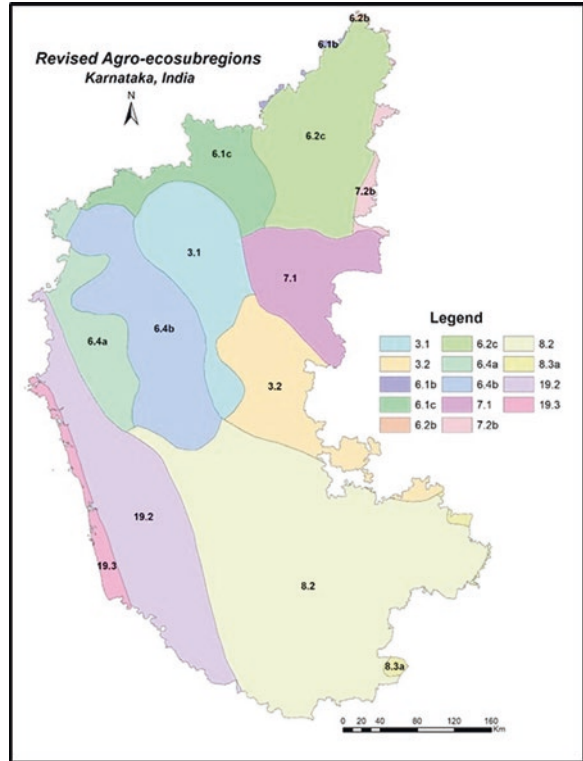 Revised Agro-ecosubregions
Karnataka, India
N
6.2b
6.1b
6.2c
6.1c
7.2b
3.1
7.1
6.4a
6.4b
3.2
Legend
3.1 6.2c 8.2
3.2 6.4a 8.3a
6.1b 6.4b 19.2
6.1c 7.1 19.3
6.2b 7.2b
19.2
19.3
8.2
8.3a
0 20 40 80 120 160
Km